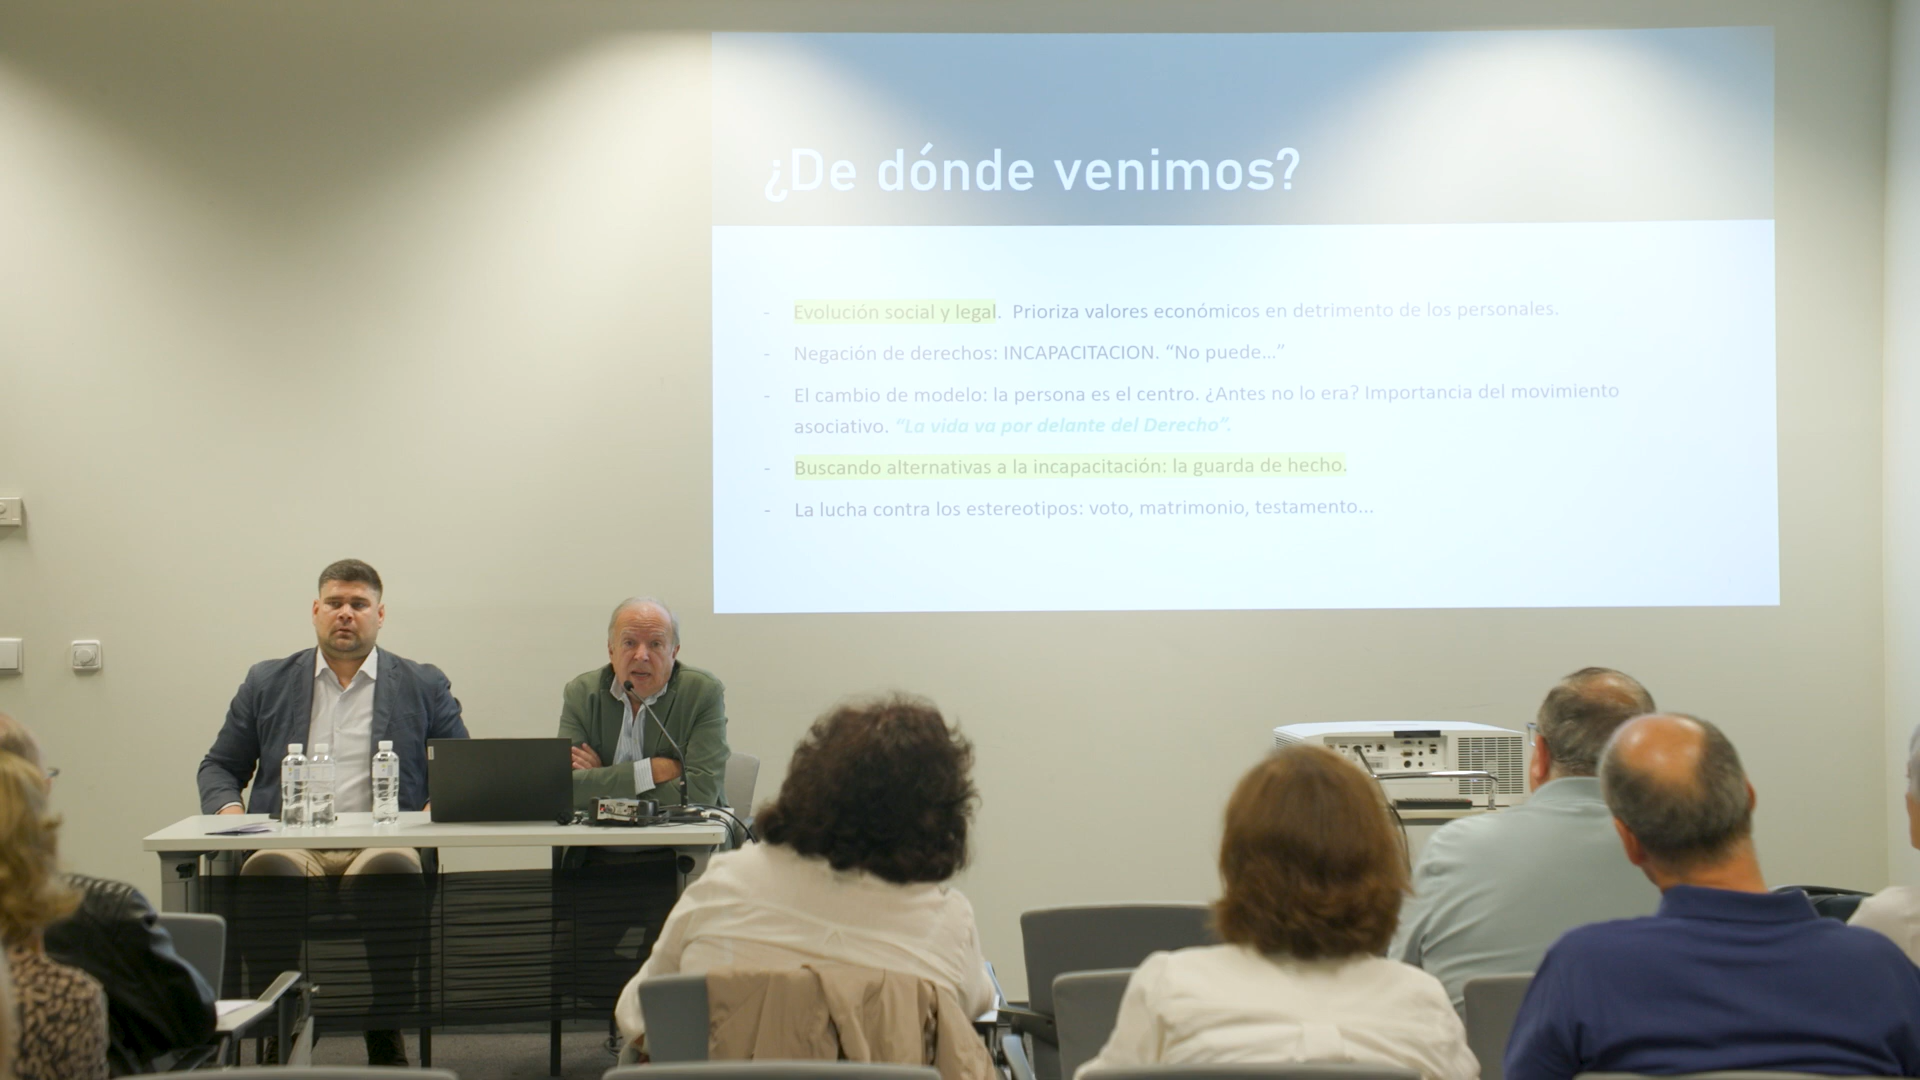 ¿De dónde venimos?
- Evolución social y legal. Prioriza valores económicos en detrimento de los personales.
- Negación de derechos: INCAPACITACION. “No puede...”
- El cambio de modelo: la persona es el centro. ¿Antes no lo era? Importancia del movimiento
asociativo. “La vida va por delante del Derecho”.
- Buscando alternativas a la incapacitación: la guarda de hecho.
- La lucha contra los estereotipos: voto, matrimonio, testamento...